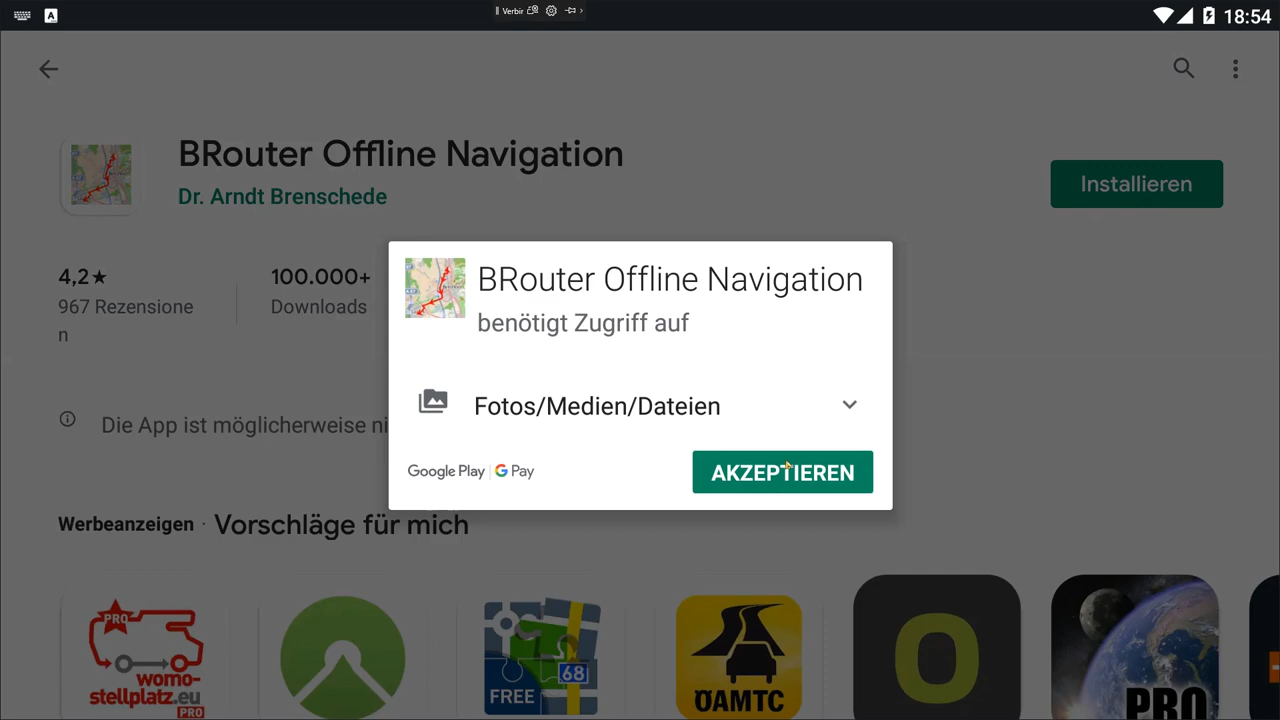 A
Verbir
18:54
BRouter Offline Navigation
Dr. Arndt Brenschede
Installieren
4,2★
967 Rezensione
n
100.000+
Downloads
BRouter Offline Navigation
benötigt Zugriff auf
Fotos/Medien/Dateien
Google Play | G Pay
AKZEPTIEREN
Die App ist möglicherweise ni
Werbeanzeigen · Vorschläge für mich
PRO
womo-
stellplatz.eu
PRO
68
FREE
ÖAMTC
O
PRO